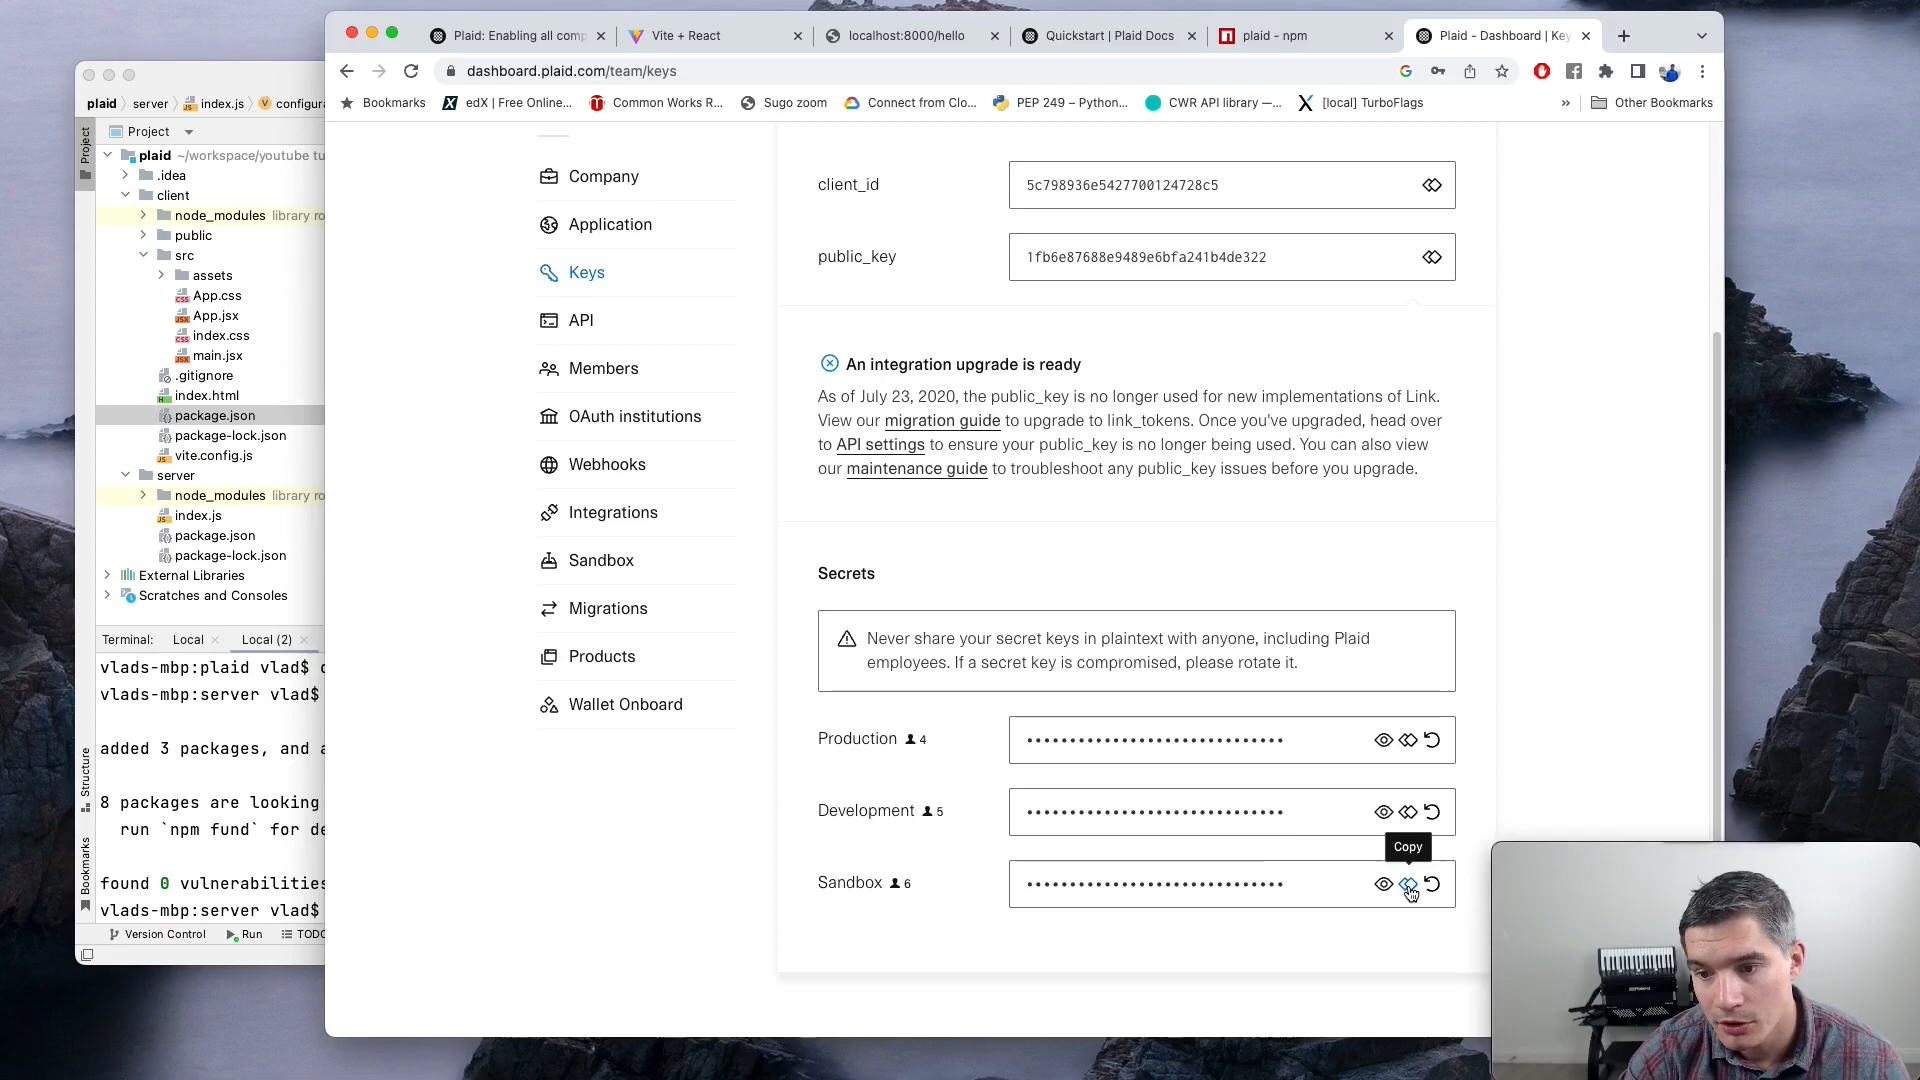 Plaid: Enabling all comp
Vite + React
localhost:8000/hello
Quickstart | Plaid Docs
plaid - npm
Plaid - Dashboard | Key
dashboard.plaid.com/team/keys
Bookmarks
edX | Free Online...
Common Works R...
Sugo zoom
Connect from Clo...
PEP 249 – Python...
CWR API library —...
[local] TurboFlags
»
Other Bookmarks
plaid
server
index.js
configura
Project
Project
plaid ~/workspace/youtube tu
.idea
client
node_modules library ro
public
src
assets
App.css
App.jsx
index.css
main.jsx
.gitignore
index.html
package.json
package-lock.json
vite.config.js
server
node_modules library ro
index.js
package.json
package-lock.json
External Libraries
Scratches and Consoles
Terminal: Local Local (2)
vlads-mbp:plaid vlad$
vlads-mbp:server vlad$
added 3 packages, and a
8 packages are looking
run `npm fund` for de
found 0 vulnerabilities
vlads-mbp:server vlad$
Structure
Bookmarks
Version Control
Run
TODO
Company
Application
Keys
API
Members
OAuth institutions
Webhooks
Integrations
Sandbox
Migrations
Products
Wallet Onboard
client_id
5c798936e5427700124728c5
public_key
1fb6e87688e9489e6bfa241b4de322
An integration upgrade is ready
As of July 23, 2020, the public_key is no longer used for new implementations of Link.
View our migration guide to upgrade to link_tokens. Once you've upgraded, head over
to API settings to ensure your public_key is no longer being used. You can also view
our maintenance guide to troubleshoot any public_key issues before you upgrade.
Secrets
Never share your secret keys in plaintext with anyone, including Plaid
employees. If a secret key is compromised, please rotate it.
Production 4
Development 5
Copy
Sandbox 6
Roland